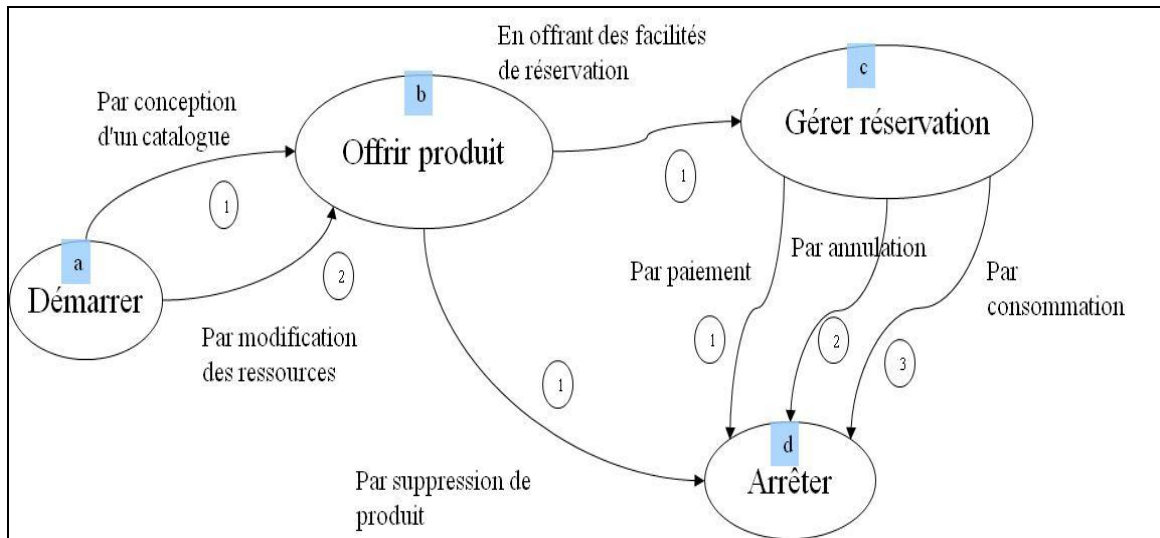 En offrant des facilités
de réservation
c
Gérer réservation
b
Offrir produit
Par conception
d'un catalogue
1
1
a
Démarrer
2
Par modification
des ressources
Par paiement
Par annulation
Par
consommation
1
2
3
1
d
Arrêter
Par suppression de
produit